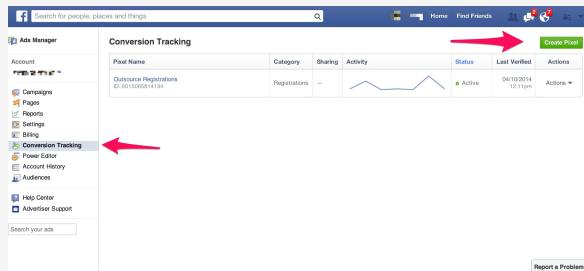 f Search for people, places and things Home Find Friends 2 7
Ads Manager
Account
Campaigns
Pages
Reports
Settings
Billing
Conversion Tracking
Power Editor
Account History
Audiences
Help Center
Advertiser Support
Search your ads
Conversion Tracking
Create Pixel
Pixel Name Category Sharing Activity Status Last Verified Actions
Outsource Registrations Registrations -- Active 04/10/2014 Actions
ID: 6015065814134 12:11pm
Report a Problem